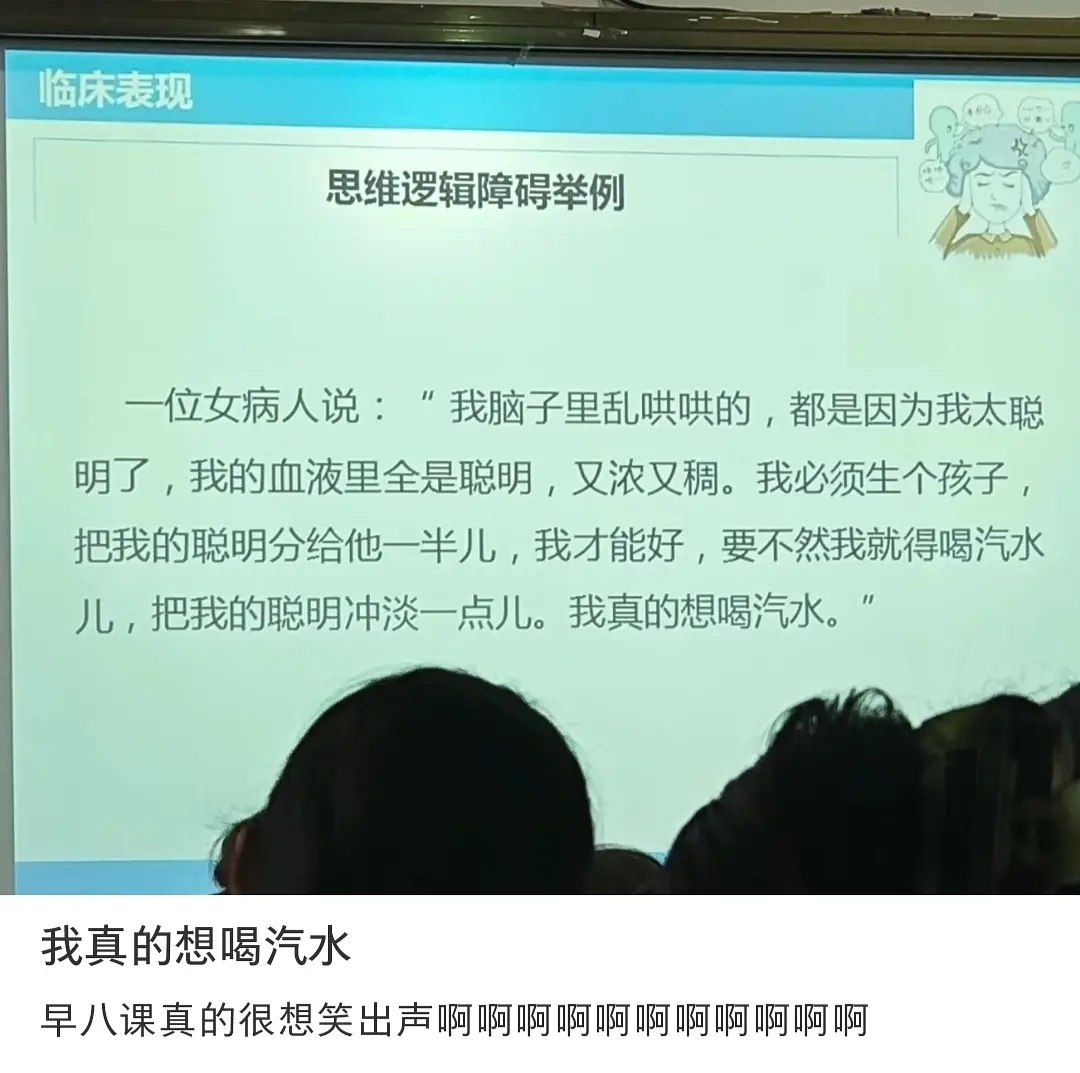 临床表现
思维逻辑障碍举例
一位女病人说：“我脑子里乱哄哄的，都是因为我太聪
明了，我的血液里全是聪明，又浓又稠。我必须生个孩子，
把我的聪明分给他一半儿，我才能好，要不然我就得喝汽水
儿，把我的聪明冲淡一点儿。我真的想喝汽水。”
我真的想喝汽水
早八课真的很想笑出声啊啊啊啊啊啊啊啊啊啊啊